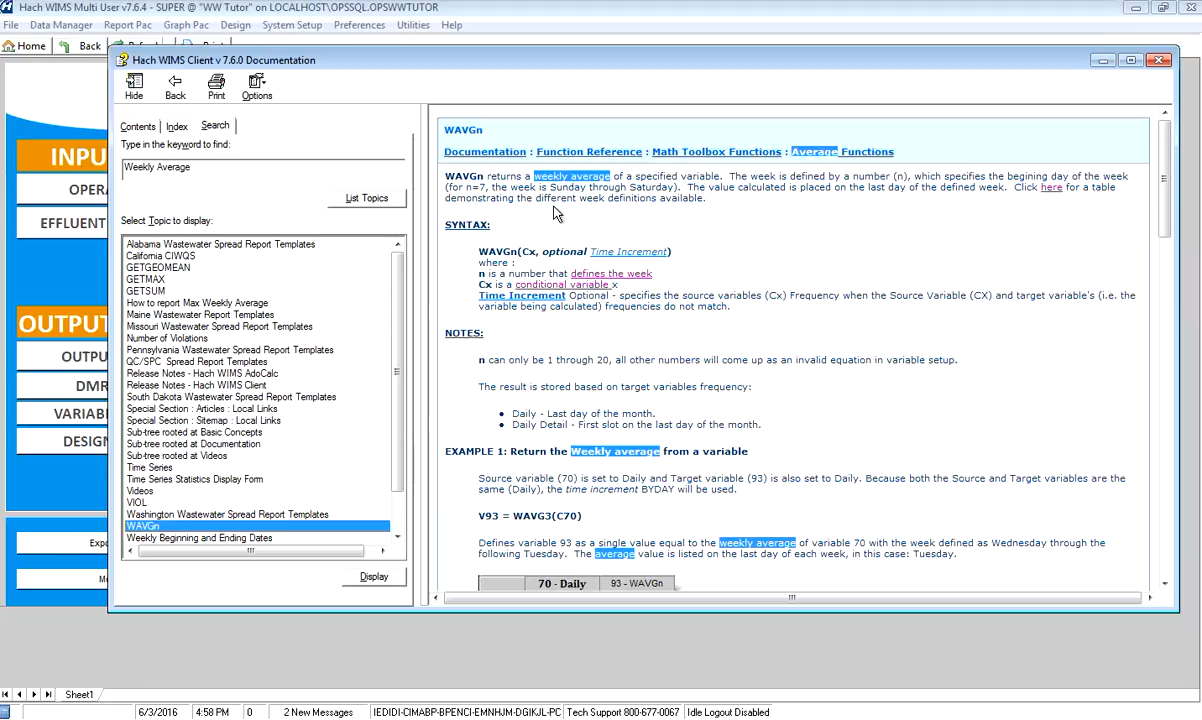 Hach WIMS Multi User v7.6.4 - SUPER @ "WW Tutor" on LOCALHOST\OPSSQL.OPSWWTUTOR
File Data Manager Report Pac Graph Pac Design System Setup Preferences Utilities Help
Home Back
Hach WIMS Client v 7.6.0 Documentation
Hide Back Print Options
Contents Index Search
Type in the keyword to find:
Weekly Average
List Topics
Select Topic to display:
Alabama Wastewater Spread Report Templates
California CIWQS
GETGEOMEAN
GETMAX
GETSUM
How to report Max Weekly Average
Maine Wastewater Spread Report Templates
Missouri Wastewater Spread Report Templates
Number of Violations
Pennsylvania Wastewater Spread Report Templates
QC/SPC Spread Report Templates
Release Notes - Hach WIMS AdoCalc
Release Notes - Hach WIMS Client
South Dakota Wastewater Spread Report Templates
Special Section : Articles : Local Links
Special Section : Sitemap : Local Links
Sub-tree rooted at Basic Concepts
Sub-tree rooted at Documentation
Sub-tree rooted at Videos
Time Series
Time Series Statistics Display Form
Videos
VIOL
Washington Wastewater Spread Report Templates
WAVGn
Weekly Beginning and Ending Dates
Display
INPU
OPERA
EFFLUENT
OUTPUT
OUTPU
DMR
VARIAB
DESIGN
Expo
WAVGn
Documentation : Function Reference : Math Toolbox Functions : Average Functions
WAVGn returns a weekly average of a specified variable. The week is defined by a number (n), which specifies the begining day of the week
(for n=7, the week is Sunday through Saturday). The value calculated is placed on the last day of the defined week. Click here for a table
demonstrating the different week definitions available.
SYNTAX:
WAVGn(Cx, optional Time Increment)
where :
n is a number that defines the week
Cx is a conditional variable x
Time Increment Optional - specifies the source variables (Cx) Frequency when the Source Variable (CX) and target variable's (i.e. the
variable being calculated) frequencies do not match.
NOTES:
n can only be 1 through 20, all other numbers will come up as an invalid equation in variable setup.
The result is stored based on target variables frequency:
• Daily - Last day of the month.
• Daily Detail - First slot on the last day of the month.
EXAMPLE 1: Return the Weekly average from a variable
Source variable (70) is set to Daily and Target variable (93) is also set to Daily. Because both the Source and Target variables are the
same (Daily), the time increment BYDAY will be used.
V93 = WAVG3(C70)
Defines variable 93 as a single value equal to the weekly average of variable 70 with the week defined as Wednesday through the
following Tuesday. The average value is listed on the last day of each week, in this case: Tuesday.
70 - Daily 93 - WAVGn
Sheet1
6/3/2016 4:58 PM 0 2 New Messages IEDIDI-CIMABP-BPENCI-EMNHJM-DGIKJL-PC Tech Support 800-677-0067 Idle Logout Disabled